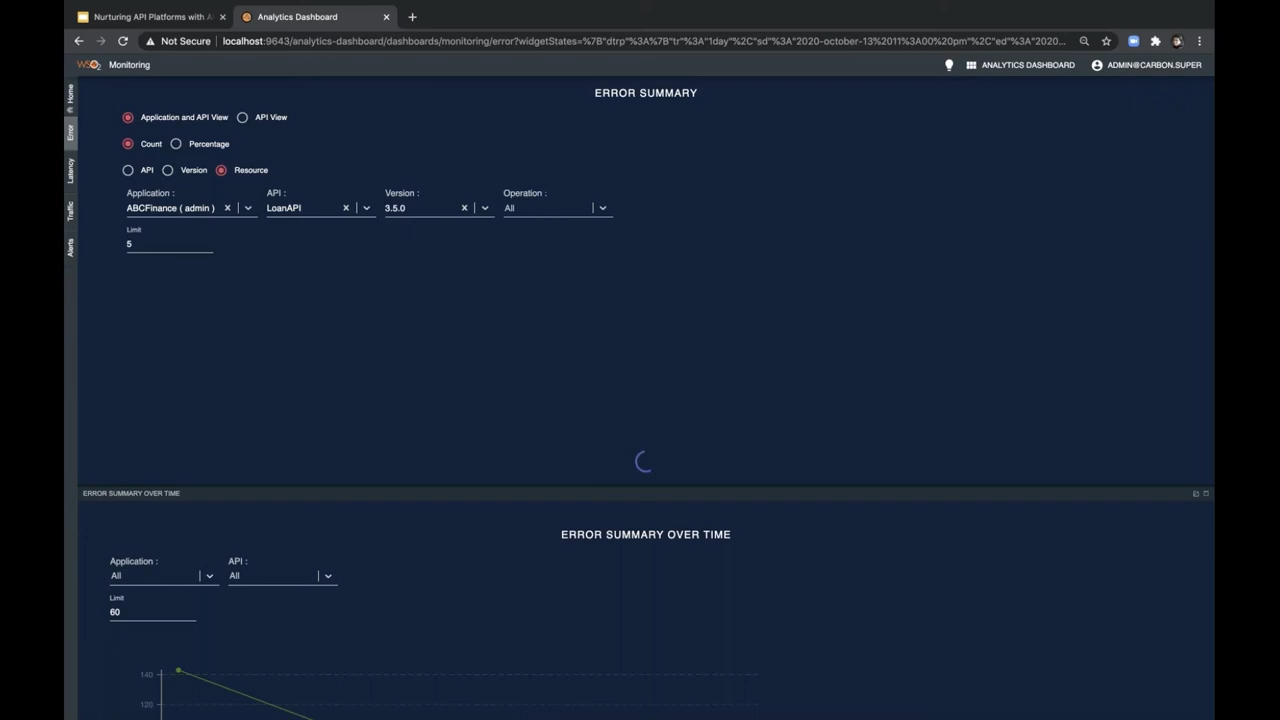 Nurturing API Platforms with A
Analytics Dashboard
Not Secure
localhost:9643/analytics-dashboard/dashboards/monitoring/error?widgetStates=%7B"dtrp"%3A%7B"tr"%3A"1day"%2C"sd"%3A"2020-october-13%2011%3A00%20pm"%2C"ed"%3A"2020...
WSO2 Monitoring
ANALYTICS DASHBOARD
ADMIN@CARBON.SUPER
Home
Error
Latency
Traffic
Alerts
ERROR SUMMARY
Application and API View API View
Count Percentage
API Version Resource
Application : API : Version : Operation :
ABCFinance ( admin ) LoanAPI 3.5.0 All
Limit
5
ERROR SUMMARY OVER TIME
ERROR SUMMARY OVER TIME
Application : API :
All All
Limit
60
140
120